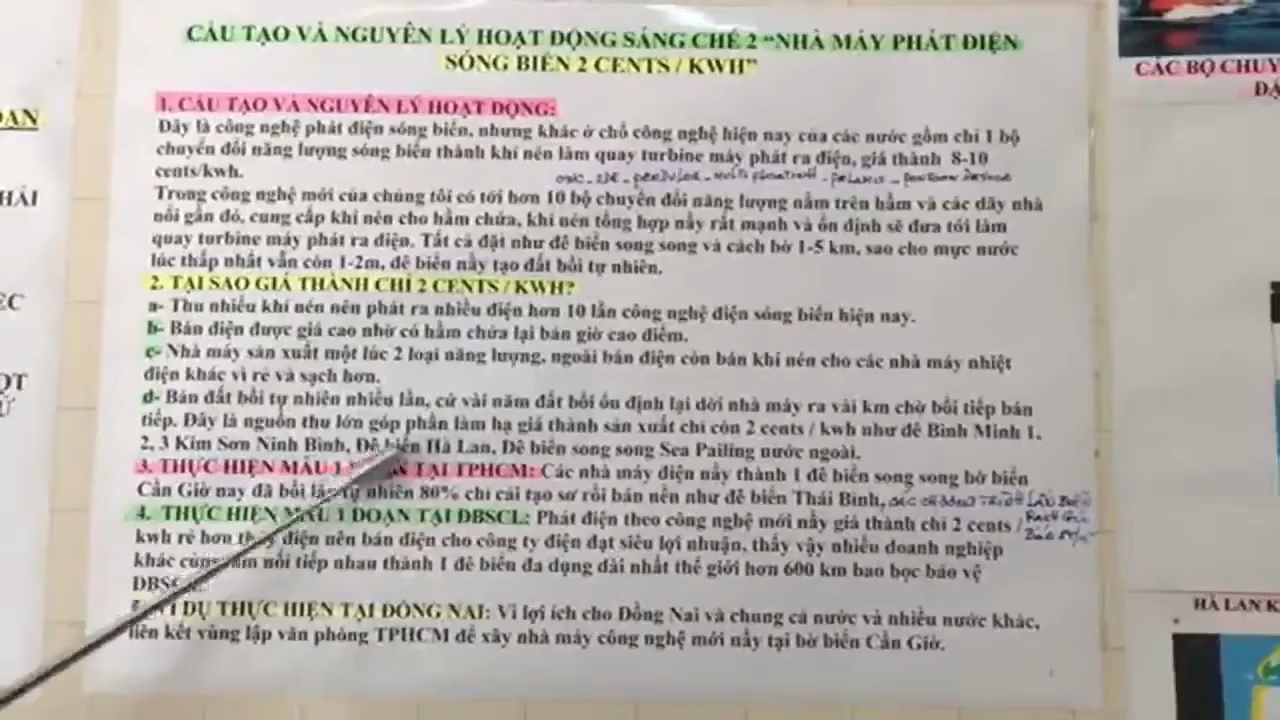 CẤU TẠO VÀ NGUYÊN LÝ HOẠT ĐỘNG SÁNG CHẾ 2 “NHÀ MÁY PHÁT ĐIỆN
SÓNG BIỂN 2 CENTS / KWH”
1. CẤU TẠO VÀ NGUYÊN LÝ HOẠT ĐỘNG:
Đây là công nghệ phát điện sóng biển, nhưng khác ở chỗ công nghệ hiện nay của các nước gồm chỉ 1 bộ
chuyển đổi năng lượng sóng biển thành khí nén làm quay turbine máy phát ra điện, giá thành 8-10
cents/kwh.
Trong công nghệ mới của chúng tôi có tới hơn 10 bộ chuyển đổi năng lượng nằm trên hầm và các dãy nhà
nối gần đó, cung cấp khí nén cho hầm chứa, khí nén tổng hợp nầy rất mạnh và ổn định sẽ đưa tới làm
quay turbine máy phát ra điện. Tất cả đặt như đê biển song song và cách bờ 1-5 km, sao cho mực nước
lúc thấp nhất vẫn còn 1-2m, đê biển nầy tạo đất bồi tự nhiên.
2. TẠI SAO GIÁ THÀNH CHỈ 2 CENTS / KWH?
a- Thu nhiều khí nén nên phát ra nhiều điện hơn 10 lần công nghệ điện sóng biển hiện nay.
b- Bán điện được giá cao nhờ có hầm chứa lại bán giờ cao điểm.
c- Nhà máy sản xuất một lúc 2 loại năng lượng, ngoài bán điện còn bán khí nén cho các nhà máy nhiệt
điện khác vì rẻ và sạch hơn.
d- Bán đất bồi tự nhiên nhiều lần, cứ vài năm đất bồi ổn định lại dời nhà máy ra vài km chờ bồi tiếp bán
tiếp. Đây là nguồn thu lớn góp phần làm hạ giá thành sản xuất chỉ còn 2 cents / kwh như đê Bình Minh 1,
2, 3 Kim Sơn Ninh Bình, Đê biển Hà Lan, Đê biển song song Sea Pailing nước ngoài.
3. THỰC HIỆN MẪU 1 TẠI TPHCM: Các nhà máy điện nầy thành 1 đê biển song song bờ biển
Cần Giờ nay đã bồi lắng tự nhiên 80% chỉ cải tạo sơ rồi bán nền như đê biển Thái Bình,
4. THỰC HIỆN MẪU 1 ĐOẠN TẠI ĐBSCL: Phát điện theo công nghệ mới nầy giá thành chỉ 2 cents /
kwh rẻ hơn thủy điện nên bán điện cho công ty điện đạt siêu lợi nhuận, thấy vậy nhiều doanh nghiệp
khác cùng làm nối tiếp nhau thành 1 đê biển đa dụng dài nhất thế giới hơn 600 km bao bọc bảo vệ
ĐBSCL.
VÍ DỤ THỰC HIỆN TẠI ĐỒNG NAI: Vì lợi ích cho Đồng Nai và chung cả nước và nhiều nước khác,
liên kết vùng lập văn phòng TPHCM để xây nhà máy công nghệ mới nầy tại bờ biển Cần Giờ.
CÁC BỘ CHUY
HÀ LAN K